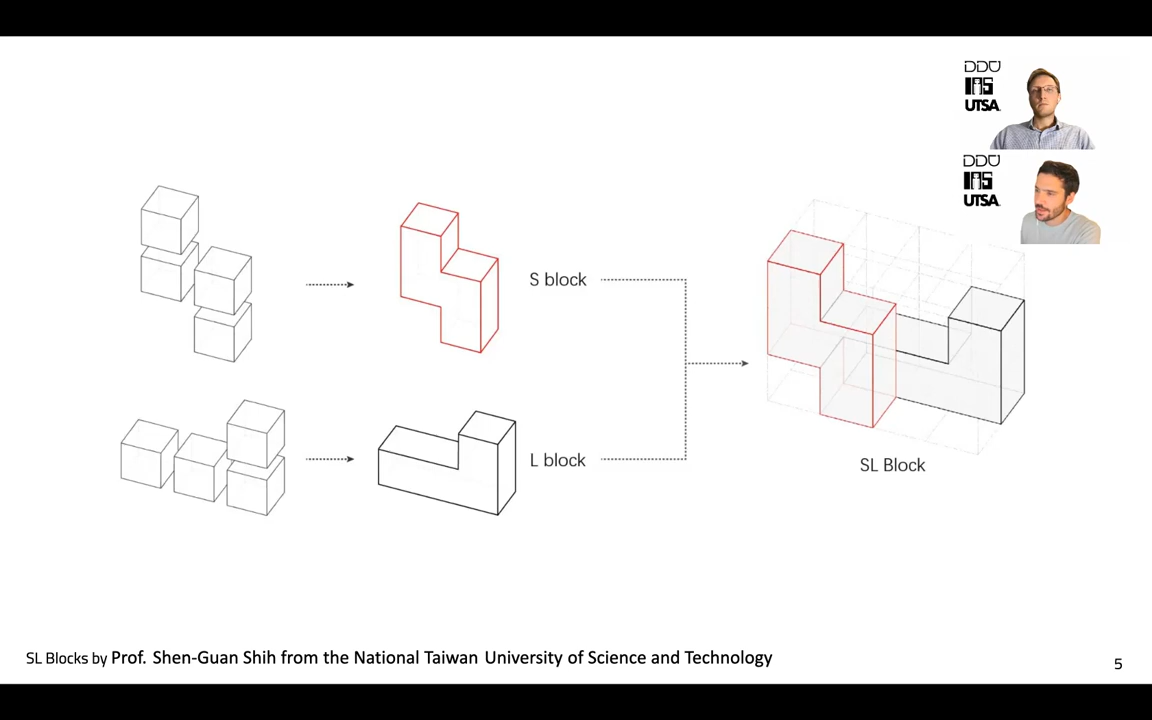 DDU
IAS
UTSA
DDU
IAS
UTSA
S block
L block
SL Block
SL Blocks by Prof. Shen-Guan Shih from the National Taiwan University of Science and Technology
5